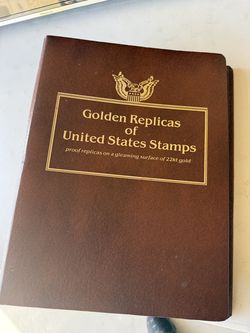 Golden Replicas
of
United States Stamps
proof replicas on a gleaming surface of 22kt gold